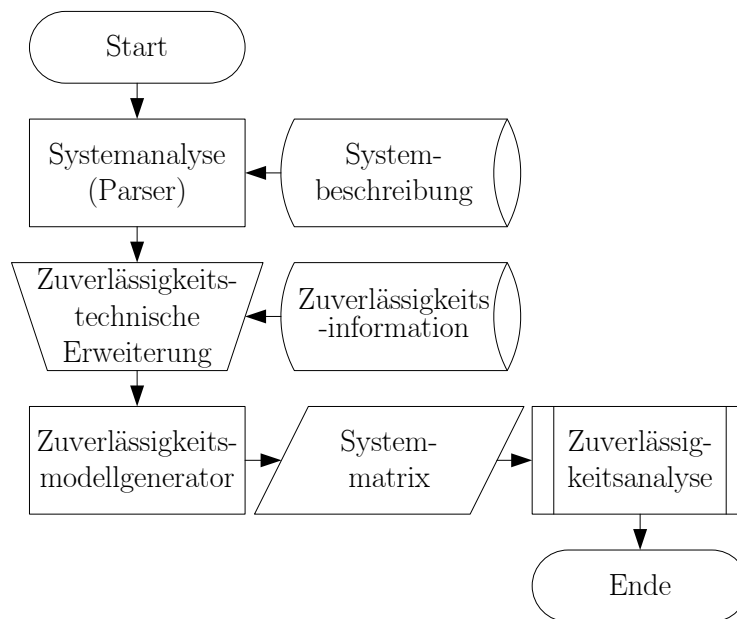 Start
Systemanalyse
(Parser)
System-
beschreibung
Zuverlässigkeits-
technische
Erweiterung
Zuverlässigkeits
-information
Zuverlässigkeits-
modellgenerator
System-
matrix
Zuverlässig-
keitsanalyse
Ende